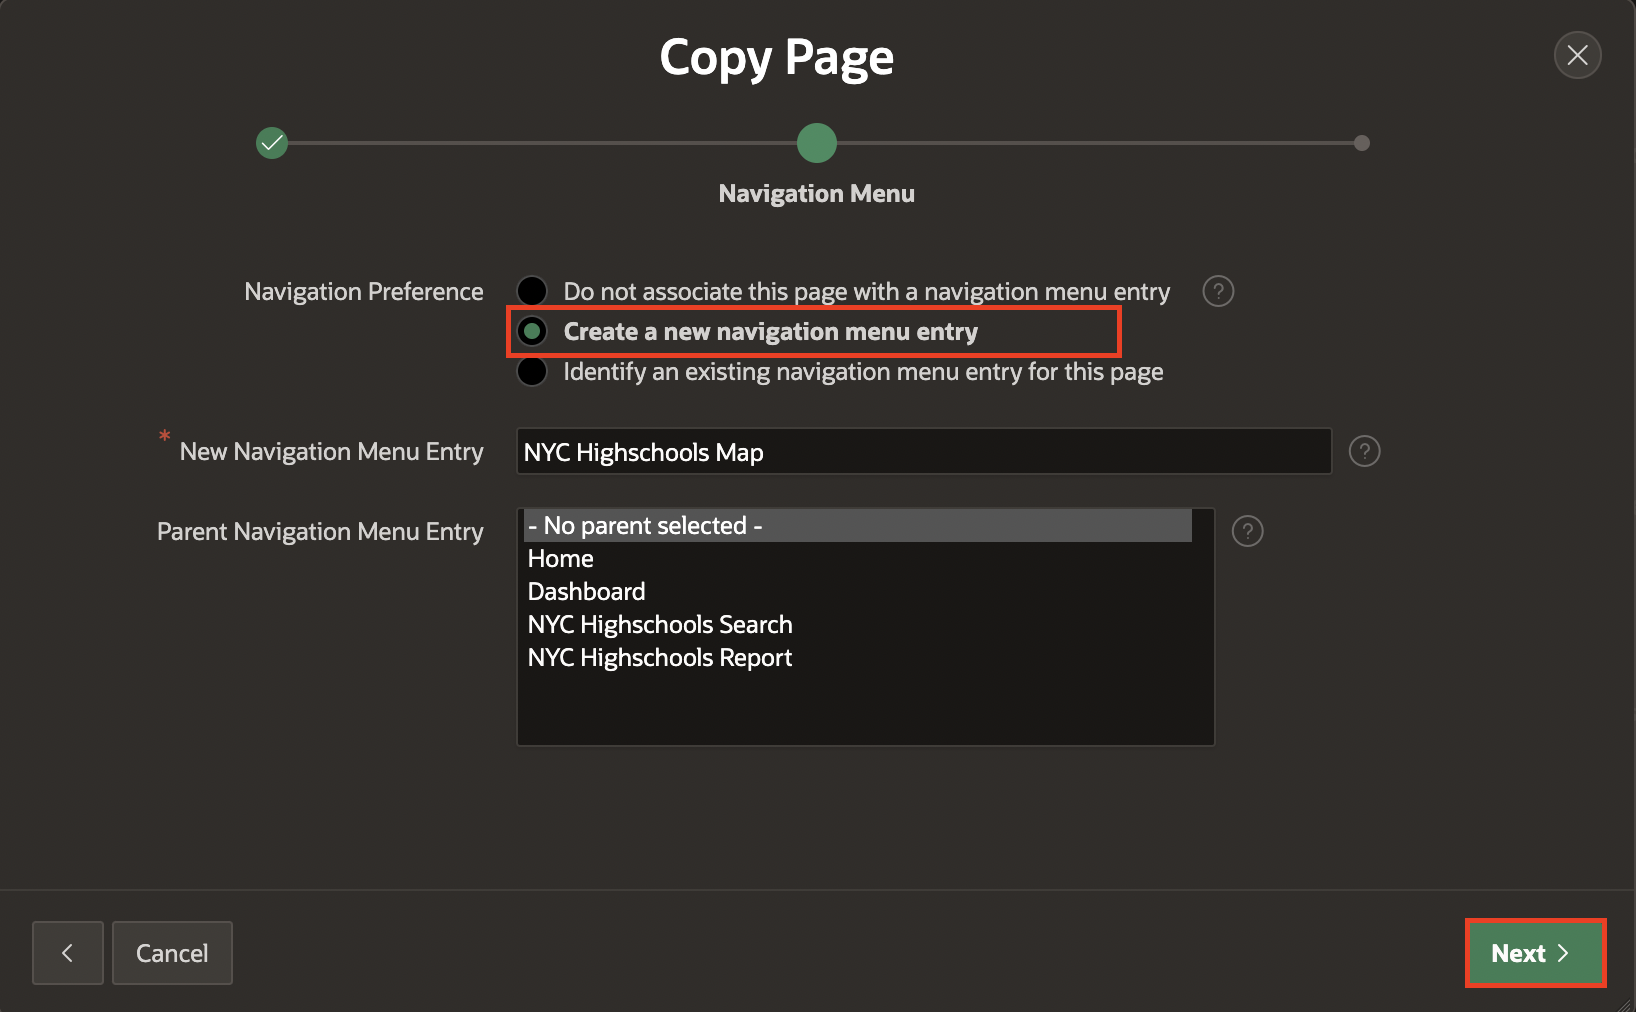 Copy Page
Navigation Menu
Navigation Preference
Do not associate this page with a navigation menu entry
?
Create a new navigation menu entry
Identify an existing navigation menu entry for this page
* New Navigation Menu Entry
NYC Highschools Map
?
Parent Navigation Menu Entry
- No parent selected -
?
Home
Dashboard
NYC Highschools Search
NYC Highschools Report
Cancel
Next